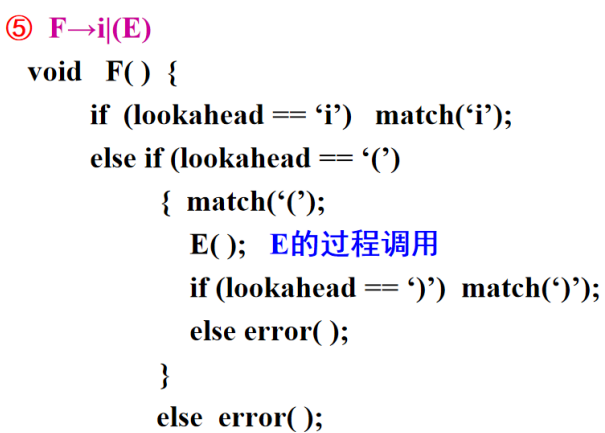 ⑤ F→i|(E)
void F( ) {
if (lookahead == ‘i’) match(‘i’);
else if (lookahead == ‘(’)
{ match(‘(’);
E( ); E的过程调用
if (lookahead == ‘)’) match(‘)’);
else error( );
}
else error( );